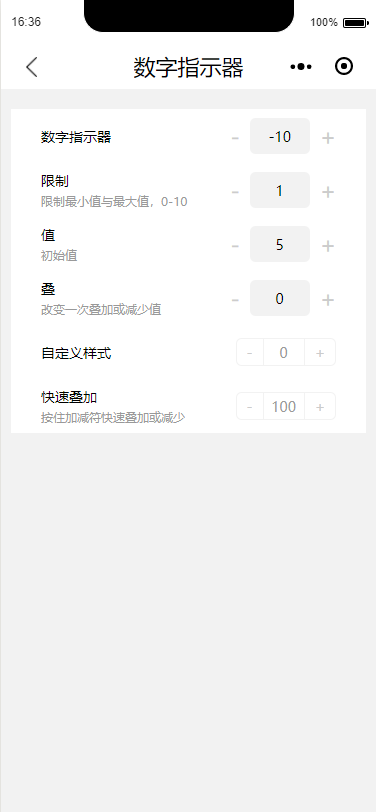 16:36
100%
数字指示器
数字指示器
- -10 +
限制
限制最小值与最大值，0-10
- 1 +
值
初始值
- 5 +
叠
改变一次叠加或减少值
- 0 +
自定义样式
- 0 +
快速叠加
按住加减符快速叠加或减少
- 100 +